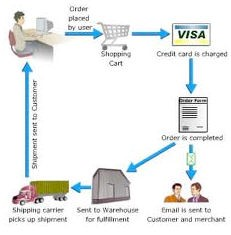 Order
placed
by user
Shopping
Cart
VISA
Credit card is charged
Order Form
Order is completed
Email is sent to
Customer and merchant
Sent to Warehouse
for fulfillment
Shipping carrier
picks up shipment
Shipment sent to Customer